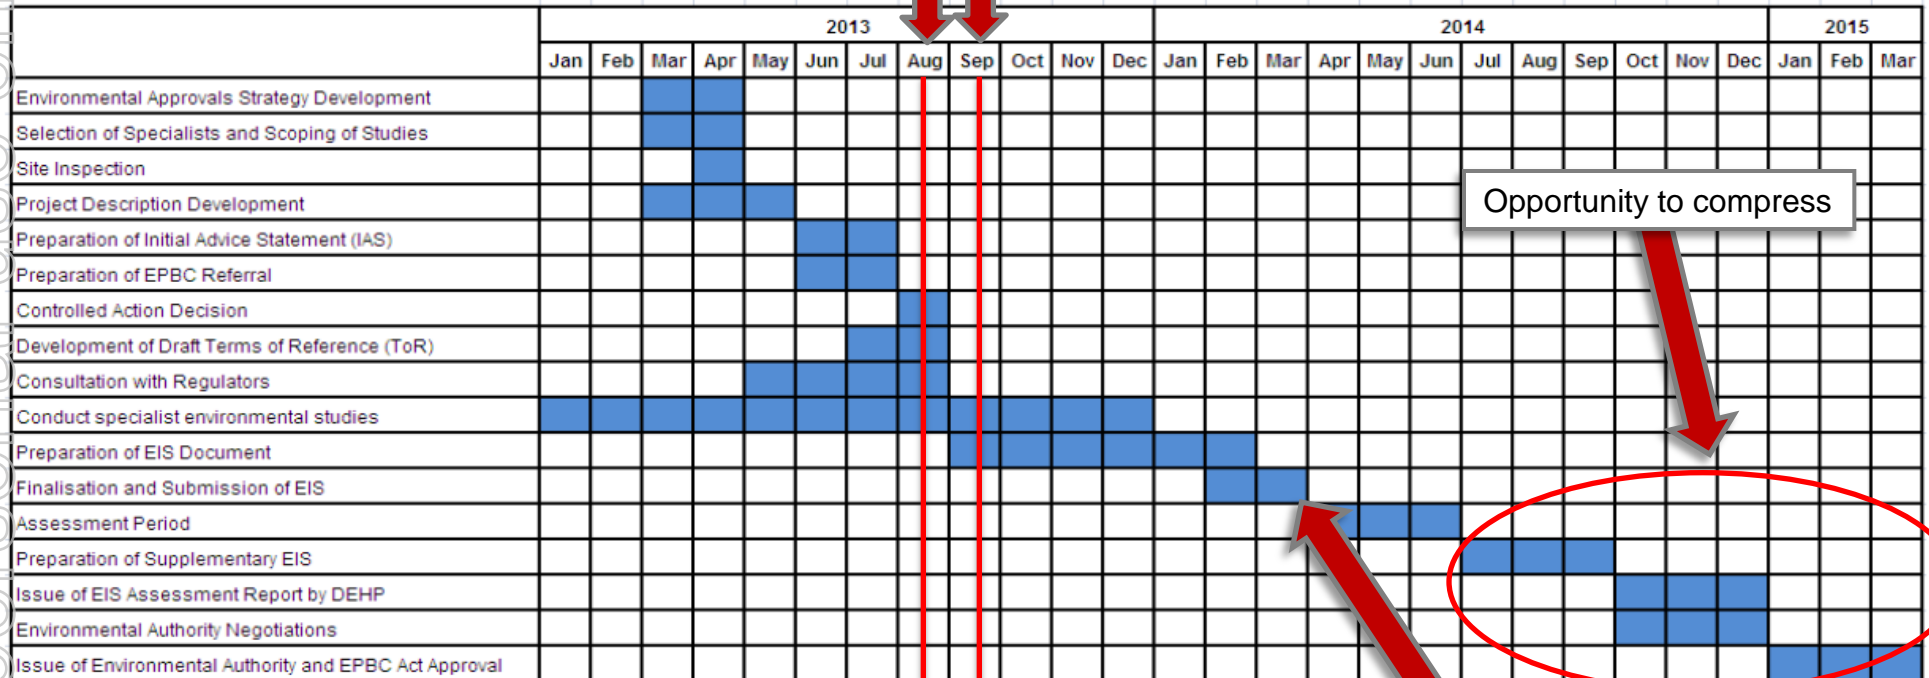 2013 2014 2015
Jan Feb Mar Apr May Jun Jul Aug Sep Oct Nov Dec Jan Feb Mar Apr May Jun Jul Aug Sep Oct Nov Dec Jan Feb Mar
Environmental Approvals Strategy Development
Selection of Specialists and Scoping of Studies
Site Inspection
Project Description Development
Opportunity to compress
Preparation of Initial Advice Statement (IAS)
Preparation of EPBC Referral
Controlled Action Decision
Development of Draft Terms of Reference (ToR)
Consultation with Regulators
Conduct specialist environmental studies
Preparation of EIS Document
Finalisation and Submission of EIS
Assessment Period
Preparation of Supplementary EIS
Issue of EIS Assessment Report by DEHP
Environmental Authority Negotiations
Issue of Environmental Authority and EPBC Act Approval